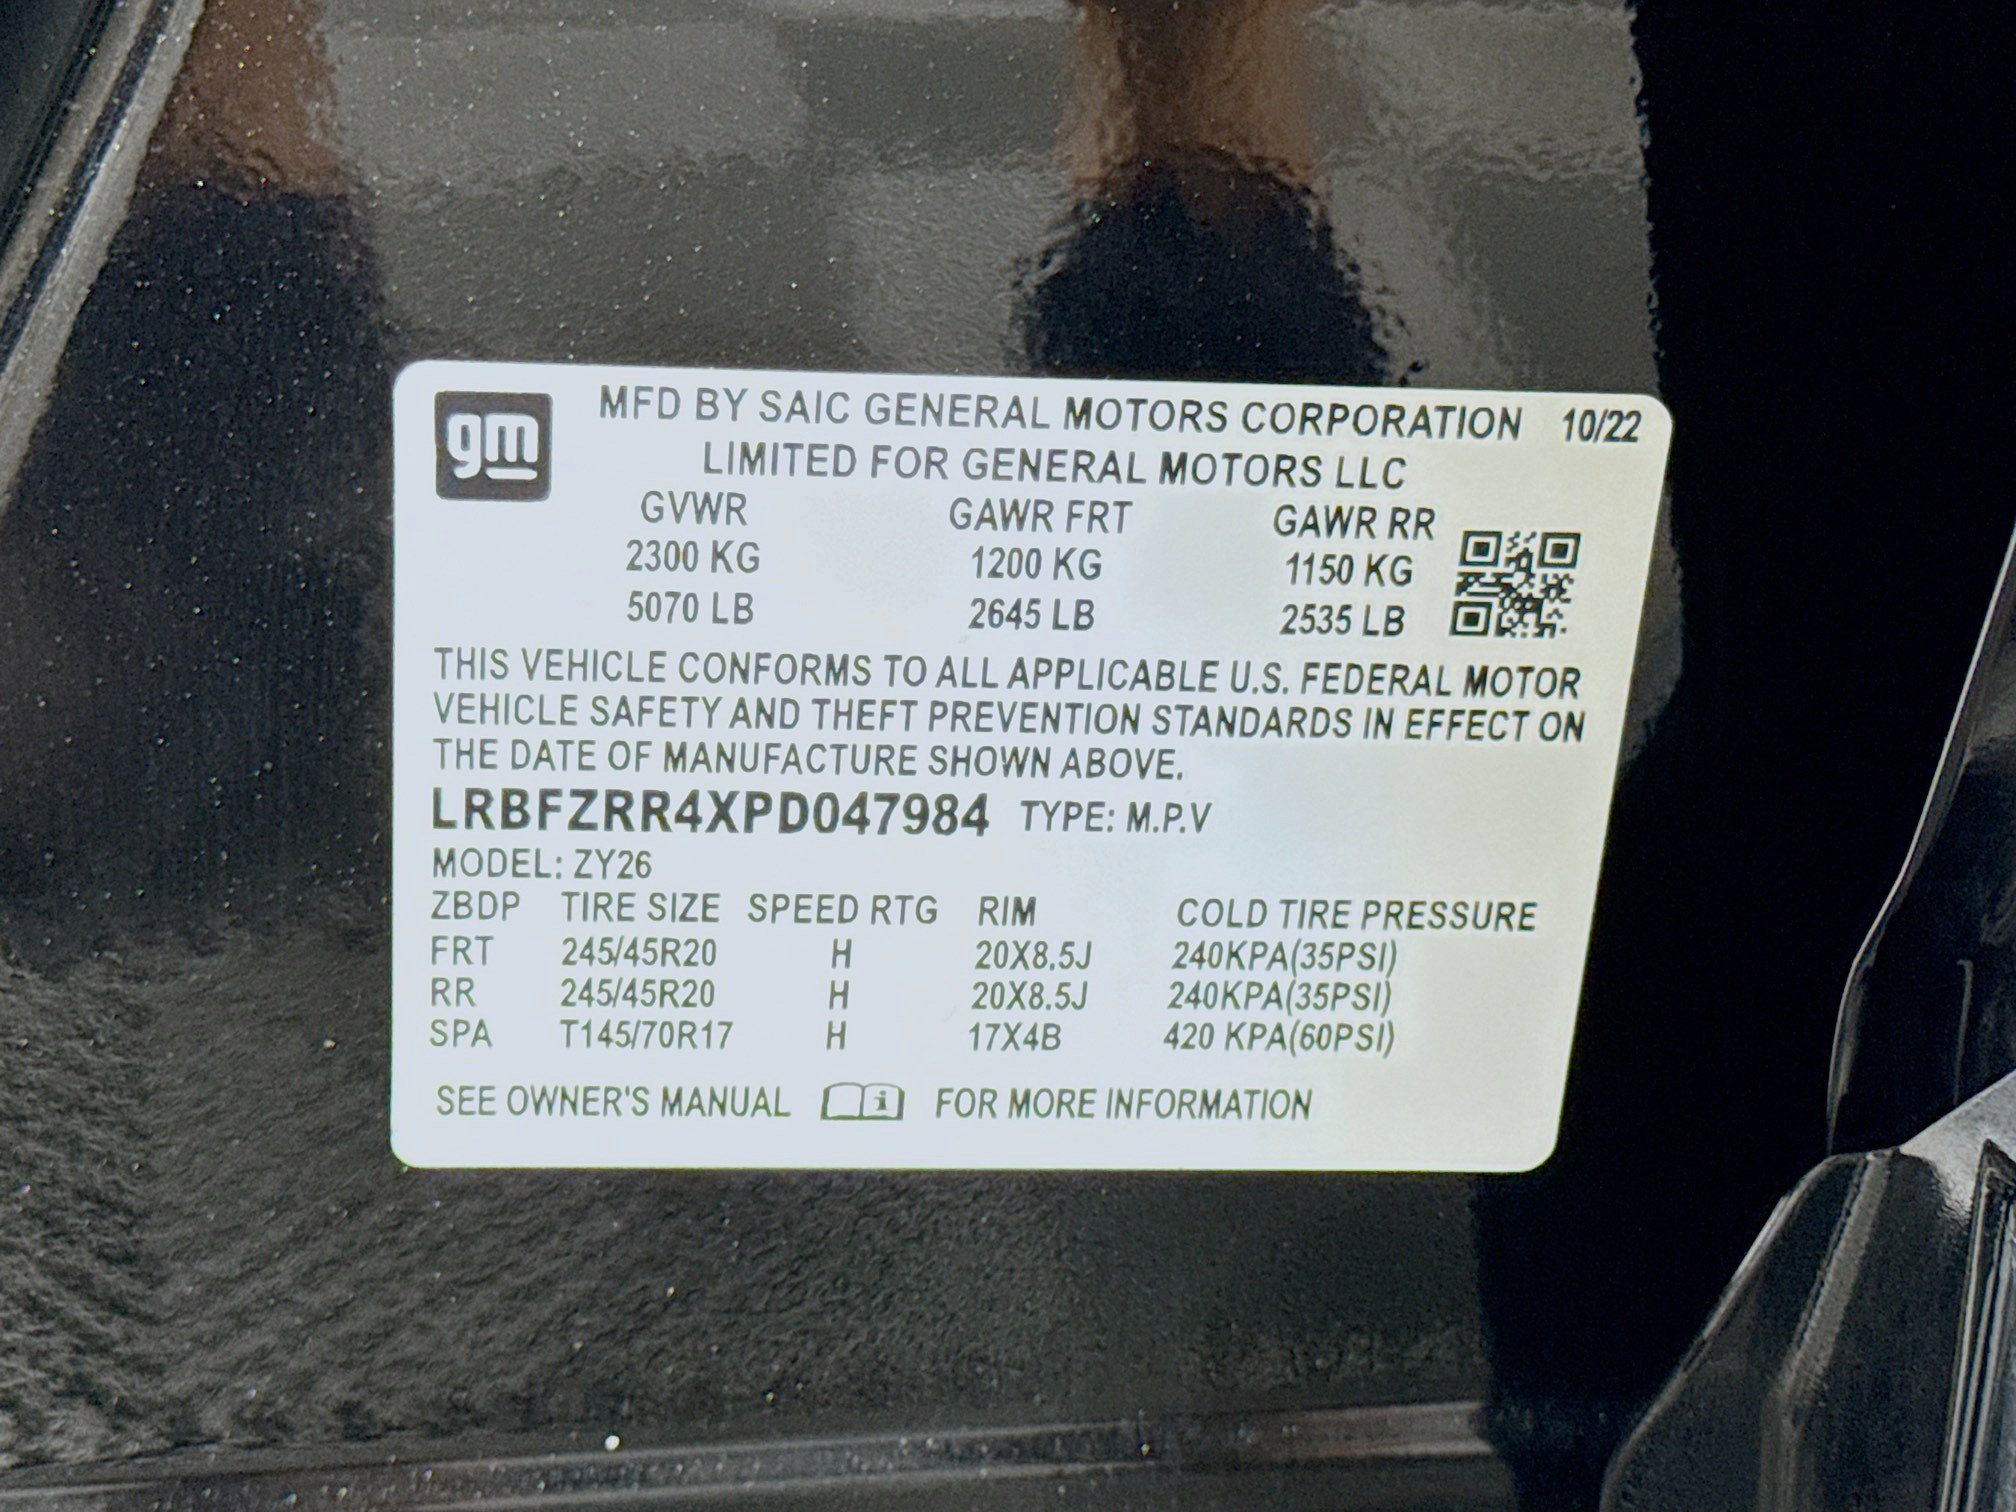 gm
MFD BY SAIC GENERAL MOTORS CORPORATION 10/22
LIMITED FOR GENERAL MOTORS LLC
GVWR GAWR FRT GAWR RR
2300 KG 1200 KG 1150 KG
5070 LB 2645 LB 2535 LB
THIS VEHICLE CONFORMS TO ALL APPLICABLE U.S. FEDERAL MOTOR
VEHICLE SAFETY AND THEFT PREVENTION STANDARDS IN EFFECT ON
THE DATE OF MANUFACTURE SHOWN ABOVE.
LRBFZRR4XPD047984 TYPE: M.P.V
MODEL: ZY26
ZBDP TIRE SIZE SPEED RTG RIM COLD TIRE PRESSURE
FRT 245/45R20 H 20X8.5J 240KPA(35PSI)
RR 245/45R20 H 20X8.5J 240KPA(35PSI)
SPA T145/70R17 H 17X4B 420 KPA(60PSI)
SEE OWNER'S MANUAL i FOR MORE INFORMATION